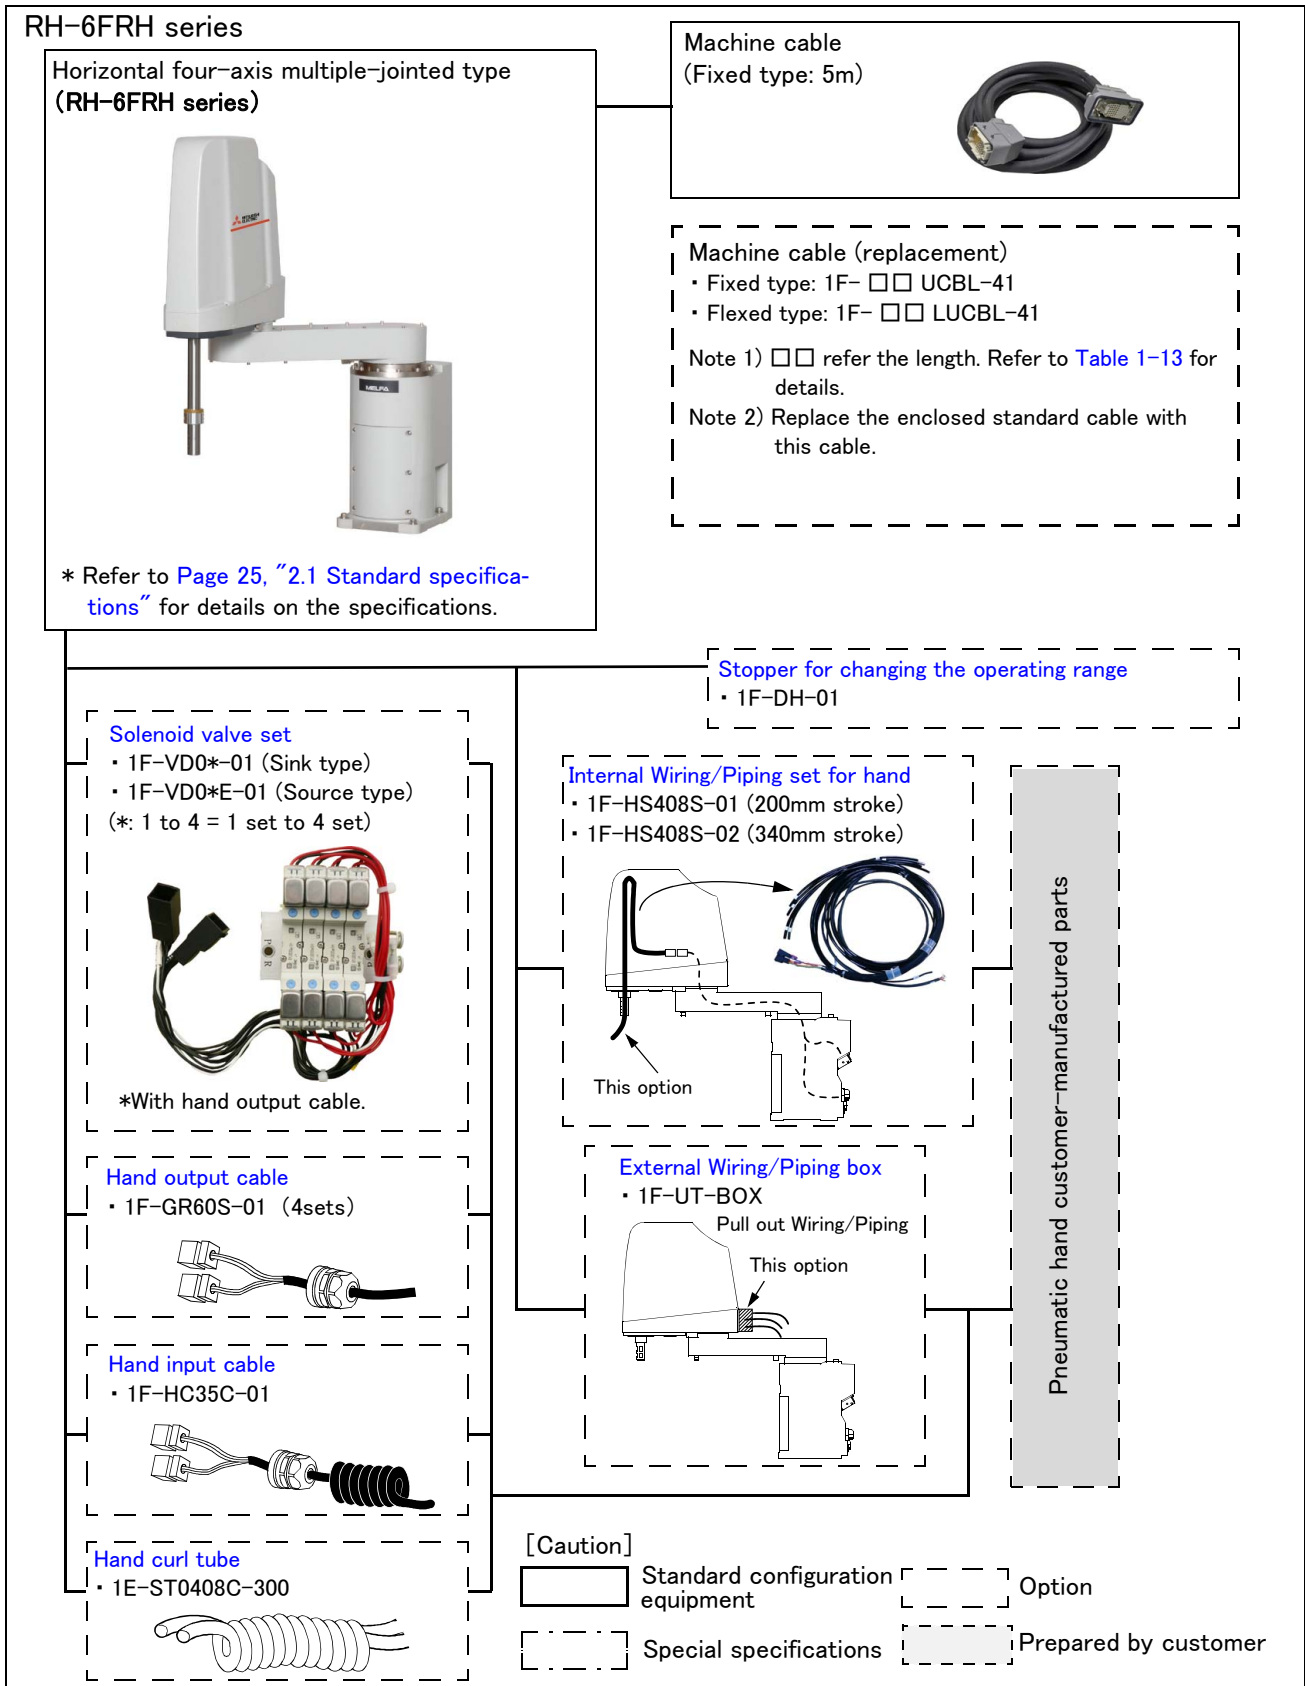 RH-6FRH series
Horizontal four-axis multiple-jointed type
(RH-6FRH series)
MITSUBISHI
ELECTRIC
MELFA
* Refer to Page 25, "2.1 Standard specifica-
tions" for details on the specifications.
Machine cable
(Fixed type: 5m)
Machine cable (replacement)
・Fixed type: 1F- □□ UCBL-41
・Flexed type: 1F- □□ LUCBL-41
Note 1) □□ refer the length. Refer to Table 1-13 for
details.
Note 2) Replace the enclosed standard cable with
this cable.
Stopper for changing the operating range
・1F-DH-01
Solenoid valve set
・1F-VD0*-01 (Sink type)
・1F-VD0*E-01 (Source type)
(*: 1 to 4 = 1 set to 4 set)
P
R
*With hand output cable.
Internal Wiring/Piping set for hand
・1F-HS408S-01 (200mm stroke)
・1F-HS408S-02 (340mm stroke)
This option
Hand output cable
・1F-GR60S-01 (4sets)
External Wiring/Piping box
・1F-UT-BOX
Pull out Wiring/Piping
This option
Pneumatic hand customer-manufactured parts
Hand input cable
・1F-HC35C-01
Hand curl tube
・1E-ST0408C-300
[Caution]
Standard configuration
equipment
Option
Special specifications
Prepared by customer